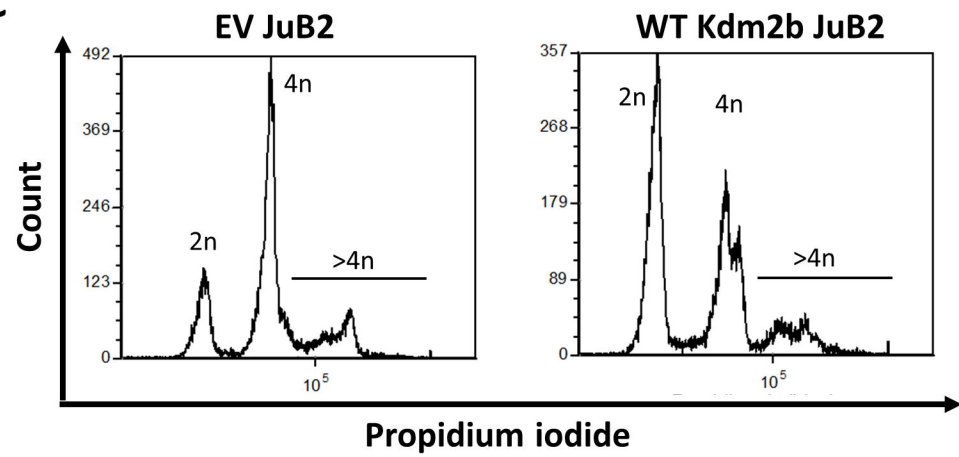 EV JuB2
WT Kdm2b JuB2
Count
492
369
246
123
0
2n
4n
>4n
10^5
357
268
179
89
0
2n
4n
>4n
10^5
Propidium iodide